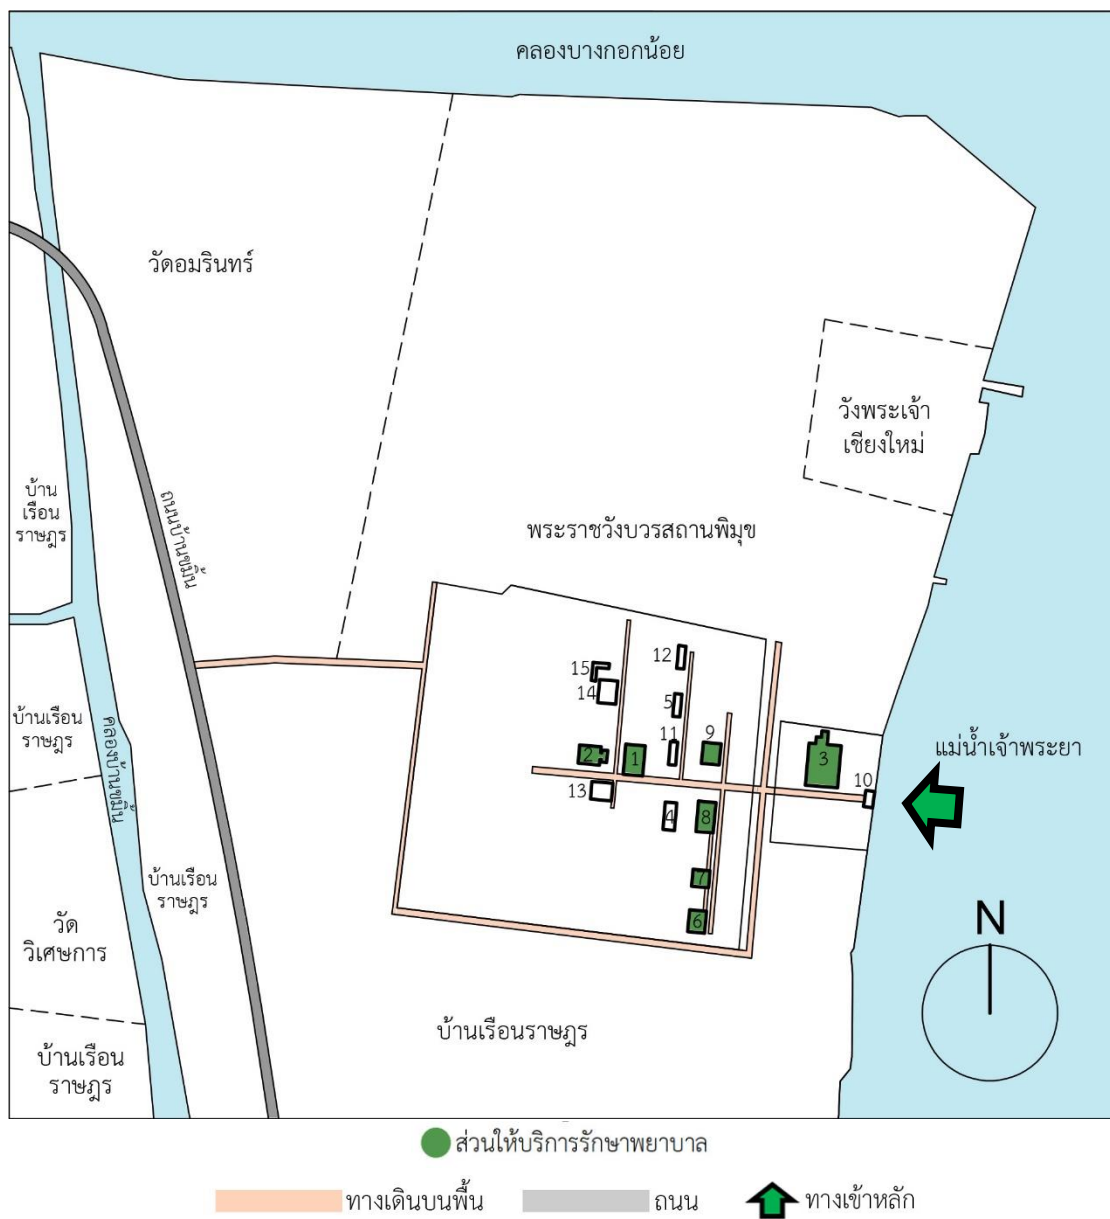 คลองบางกอกน้อย
วัดอมรินทร์
วังพระเจ้า
เชียงใหม่
บ้าน
เรือน
ราษฎร
ถนนบ้านขมิ้น
พระราชวังบวรสถานพิมุข
12
15
14
5
บ้านเรือน
ราษฎร
คลองบ้านขมิ้น
11
9
2
1
3
แม่น้ำเจ้าพระยา
10
13
4
8
บ้านเรือน
ราษฎร
7
6
วัด
วิเศษการ
N
บ้านเรือนราษฎร
บ้านเรือน
ราษฎร
ส่วนให้บริการรักษาพยาบาล
ทางเดินบนพื้น
ถนน
ทางเข้าหลัก